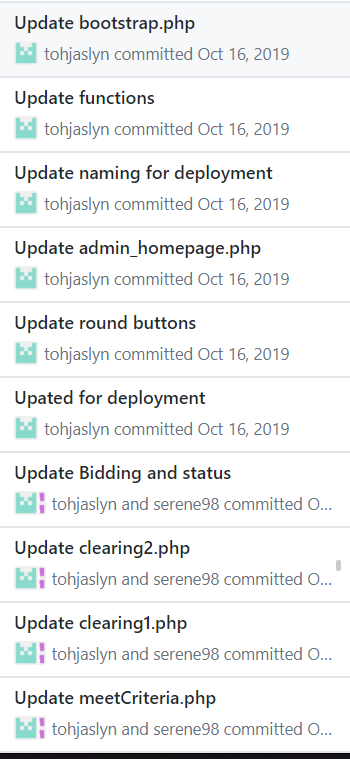 Update bootstrap.php
tohjaslyn committed Oct 16, 2019
Update functions
tohjaslyn committed Oct 16, 2019
Update naming for deployment
tohjaslyn committed Oct 16, 2019
Update admin_homepage.php
tohjaslyn committed Oct 16, 2019
Update round buttons
tohjaslyn committed Oct 16, 2019
Upated for deployment
tohjaslyn committed Oct 16, 2019
Update Bidding and status
tohjaslyn and serene98 committed O...
Update clearing2.php
tohjaslyn and serene98 committed O...
Update clearing1.php
tohjaslyn and serene98 committed O...
Update meetCriteria.php
tohjaslyn and serene98 committed O...